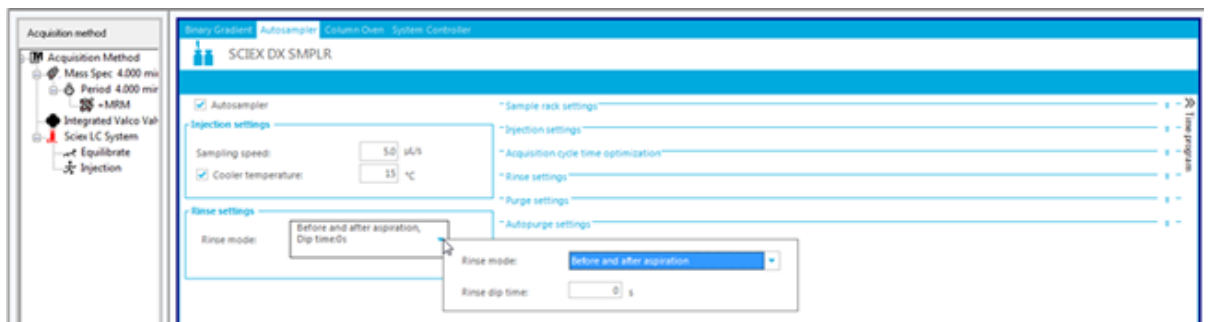 Acquisition method
Acquisition Method
Mass Spec 4.000 min
Period 4.000 mir
+MRM
Integrated Valco Val
Sciex LC System
Equilibrate
Injection
Binary Gradient Autosampler Column Oven System Controller
SCIEX DX SMPLR
Autosampler
Injection settings
Sampling speed: 5.0 µL/s
Cooler temperature: 15 °C
Rinse settings
Rinse mode: Before and after aspiration,
Dip time:0s
Sample rack settings
Injection settings
Acquisition cycle time optimization
Rinse settings
Purge settings
Autopurge settings
Time program
Rinse mode: Before and after aspiration
Rinse dip time: 0 s